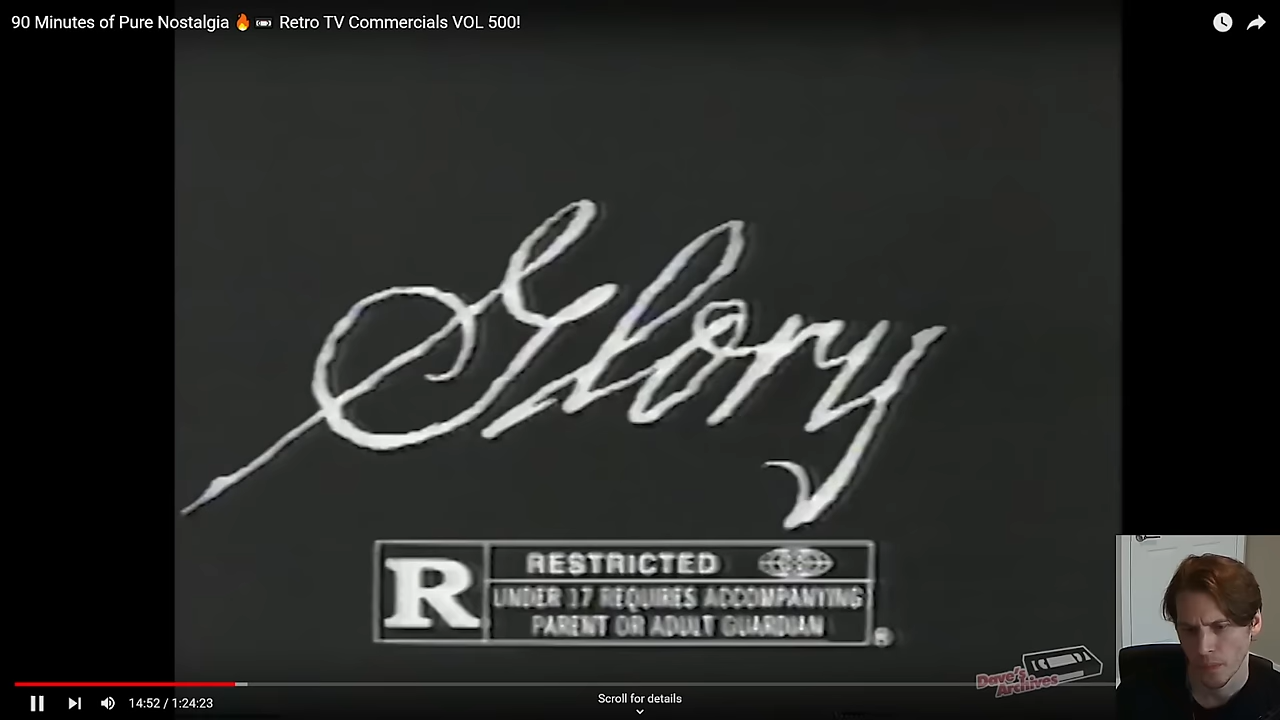 90 Minutes of Pure Nostalgia 🔥📼 Retro TV Commercials VOL 500!
Glory
R
RESTRICTED
UNDER 17 REQUIRES ACCOMPANYING
PARENT OR ADULT GUARDIAN
®
Dave's
Archives
14:52 / 1:24:23
Scroll for details